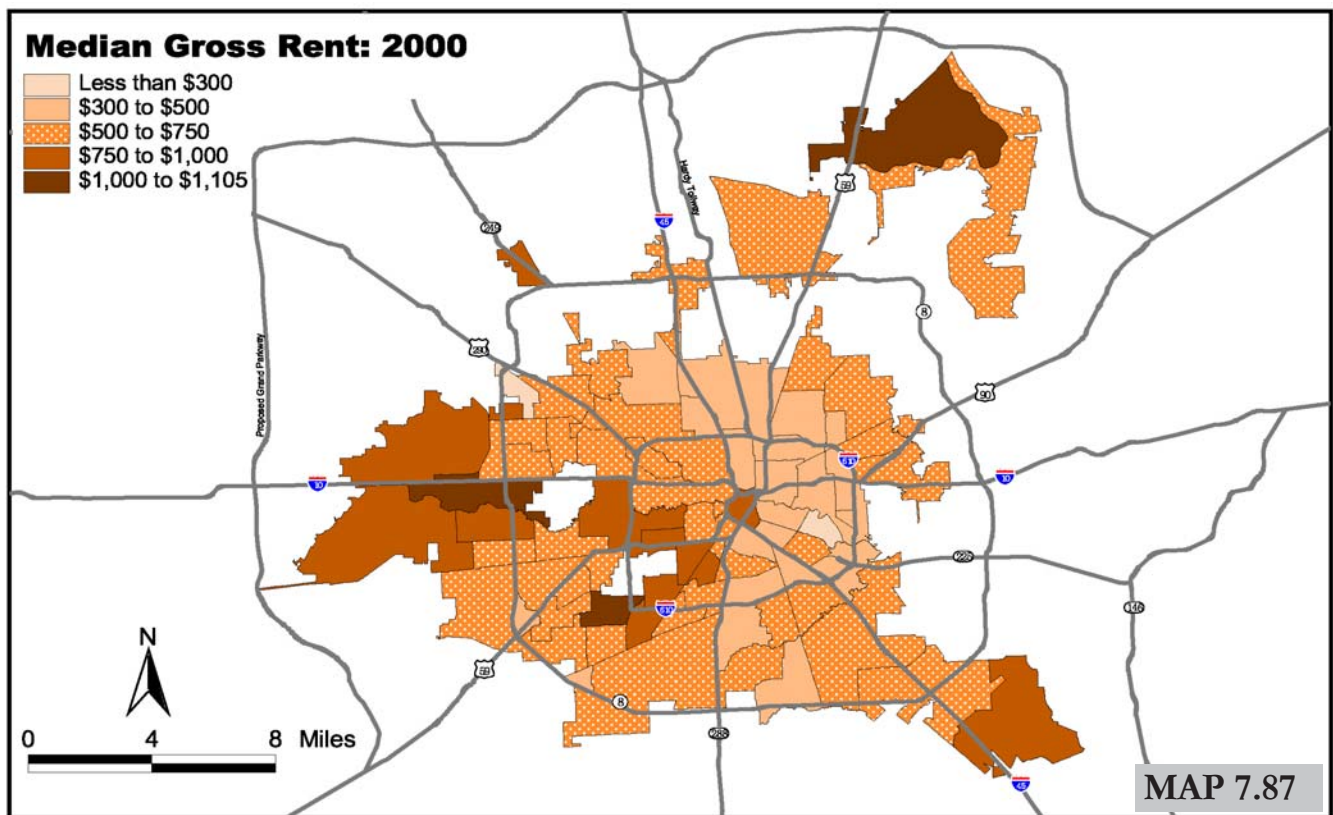 Median Gross Rent: 2000
Less than $300
$300 to $500
$500 to $750
$750 to $1,000
$1,000 to $1,105
Hardy Tollway
59
45
249
8
290
90
Proposed Grand Parkway
610
10
10
225
146
610
N
59
8
288
0 4 8 Miles
45
MAP 7.87